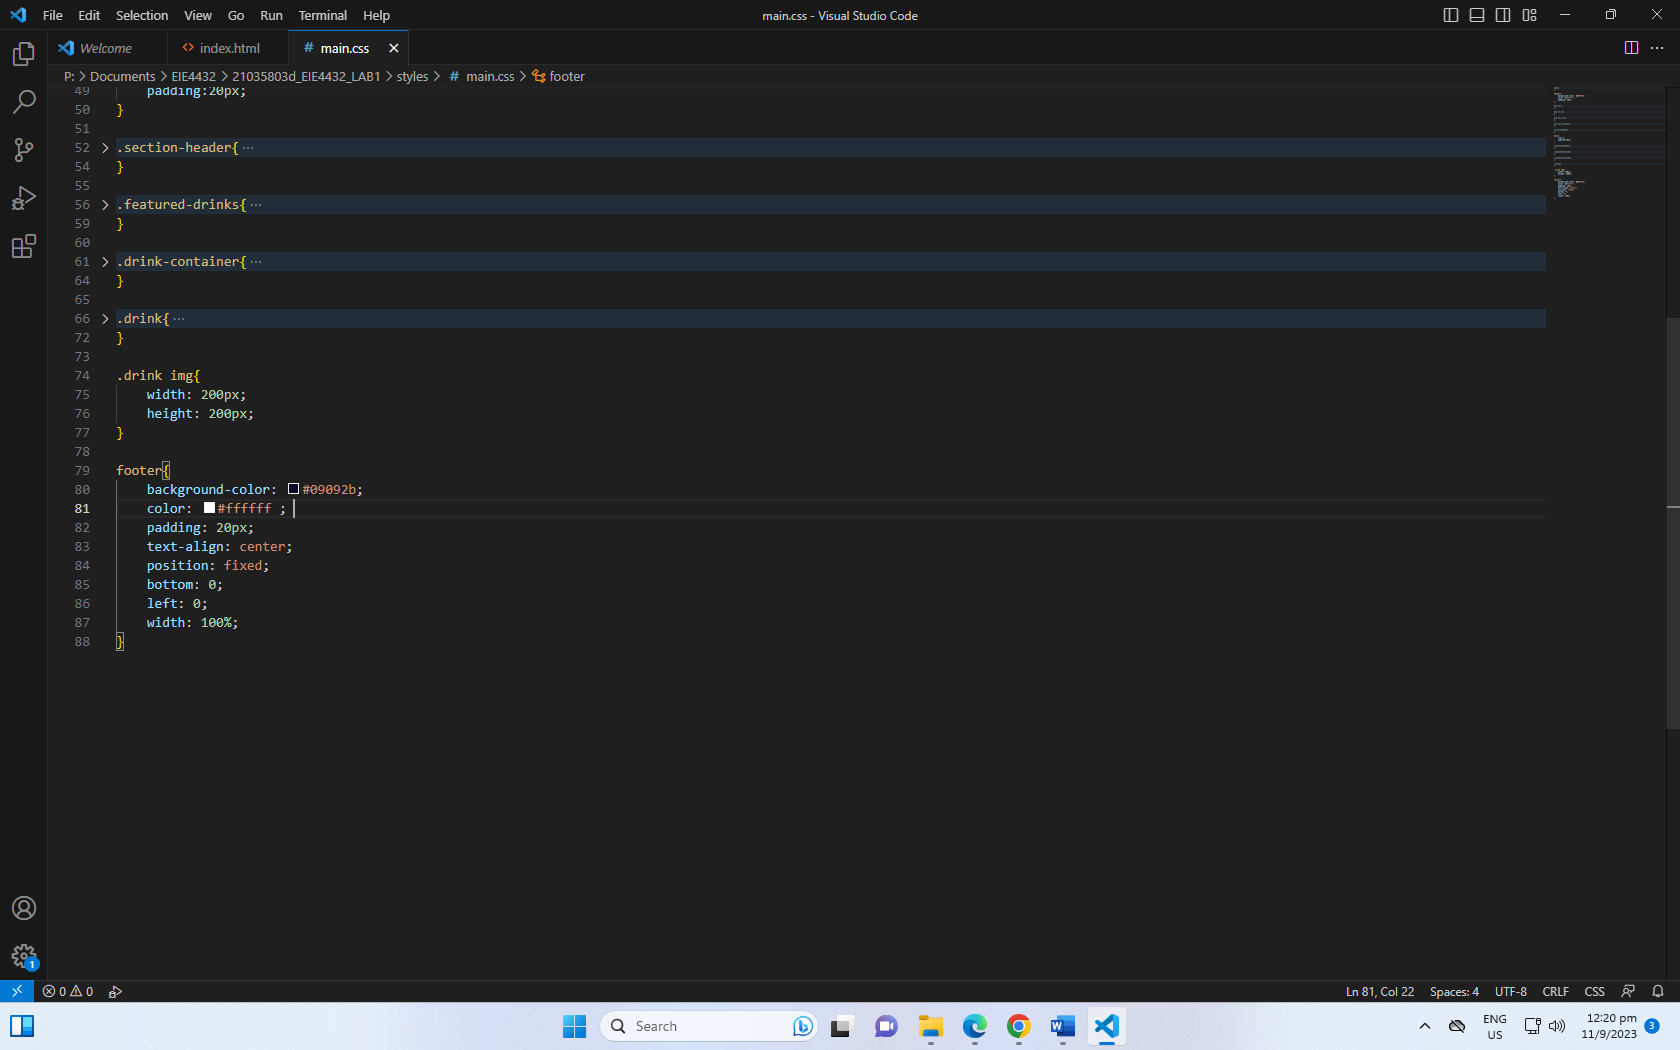 File Edit Selection View Go Run Terminal Help
main.css - Visual Studio Code
Welcome
index.html
# main.css
P: > Documents > EIE4432 > 21035803d_EIE4432_LAB1 > styles > # main.css > footer
49 padding:20px;
50 }
51
52 > .section-header{ ···
54 }
55
56 > .featured-drinks{ ···
59 }
60
61 > .drink-container{ ···
64 }
65
66 > .drink{ ···
72 }
73
74 .drink img{
75 width: 200px;
76 height: 200px;
77 }
78
79 footer{
80 background-color: #09092b;
81 color: #ffffff ;
82 padding: 20px;
83 text-align: center;
84 position: fixed;
85 bottom: 0;
86 left: 0;
87 width: 100%;
88 }
1
0 0
Ln 81, Col 22 Spaces: 4 UTF-8 CRLF CSS
Search
W
ENG
US
12:20 pm
11/9/2023
3